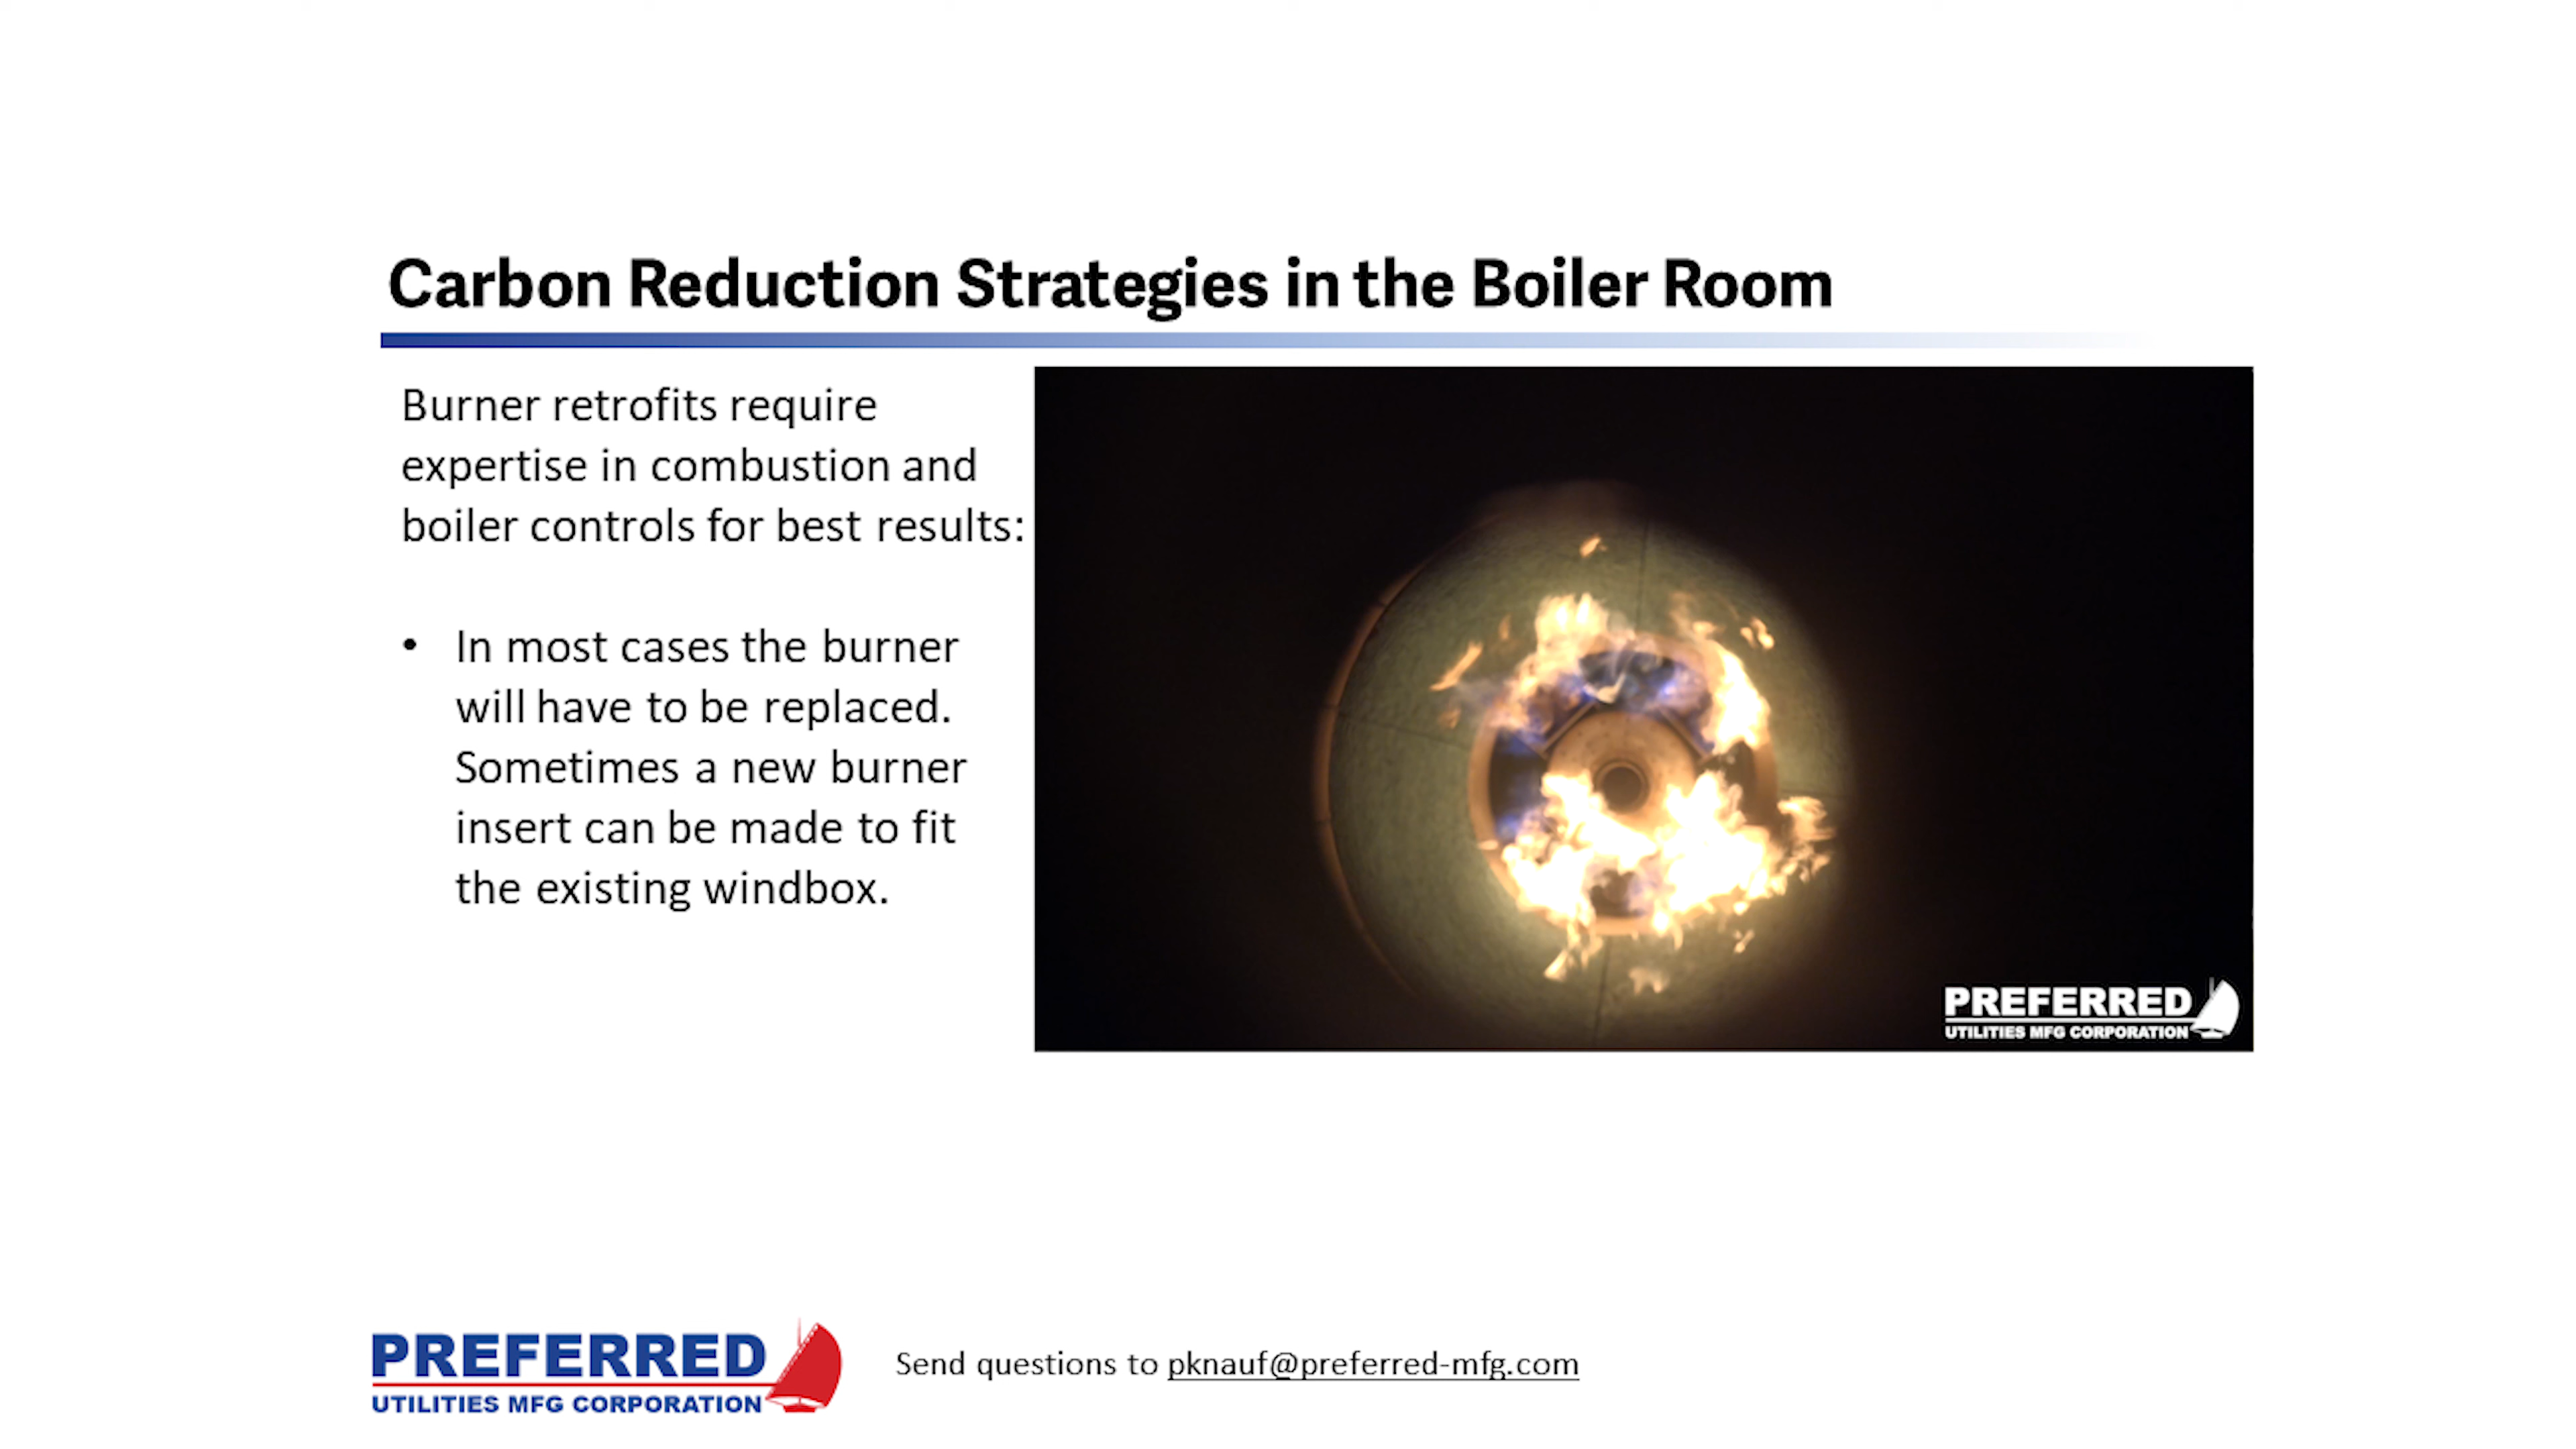 Carbon Reduction Strategies in the Boiler Room
Burner retrofits require
expertise in combustion and
boiler controls for best results:
• In most cases the burner
will have to be replaced.
Sometimes a new burner
insert can be made to fit
the existing windbox.
PREFERRED
UTILITIES MFG CORPORATION
PREFERRED
UTILITIES MFG CORPORATION
Send questions to pknauf@preferred-mfg.com